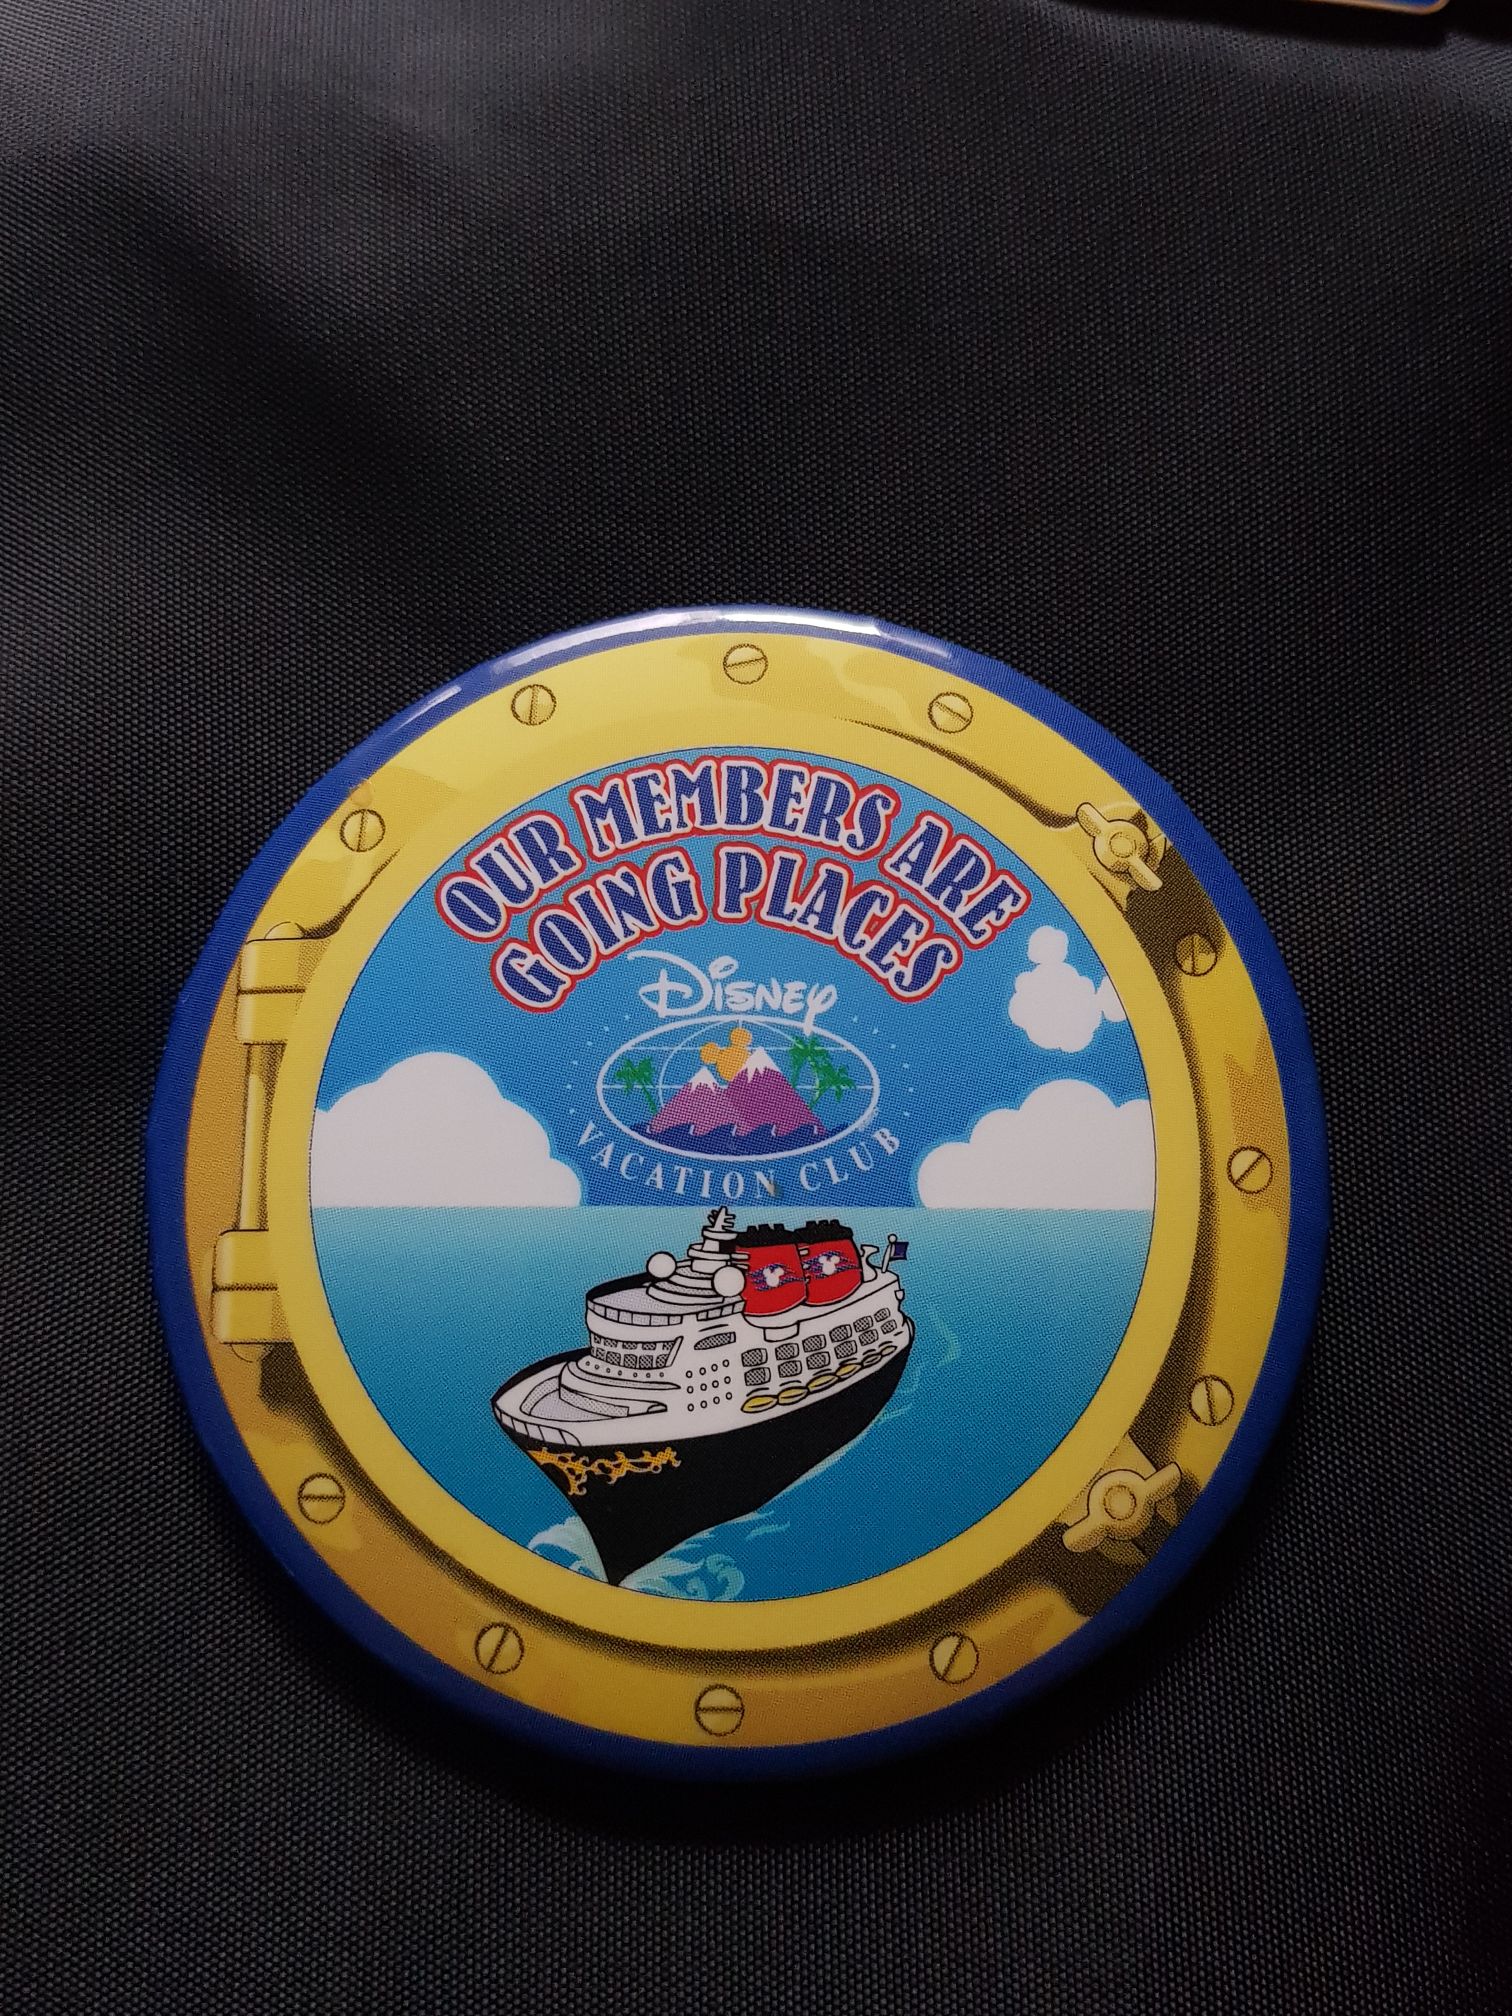 OUR MEMBERS ARE
GOING PLACES
Disney
VACATION CLUB